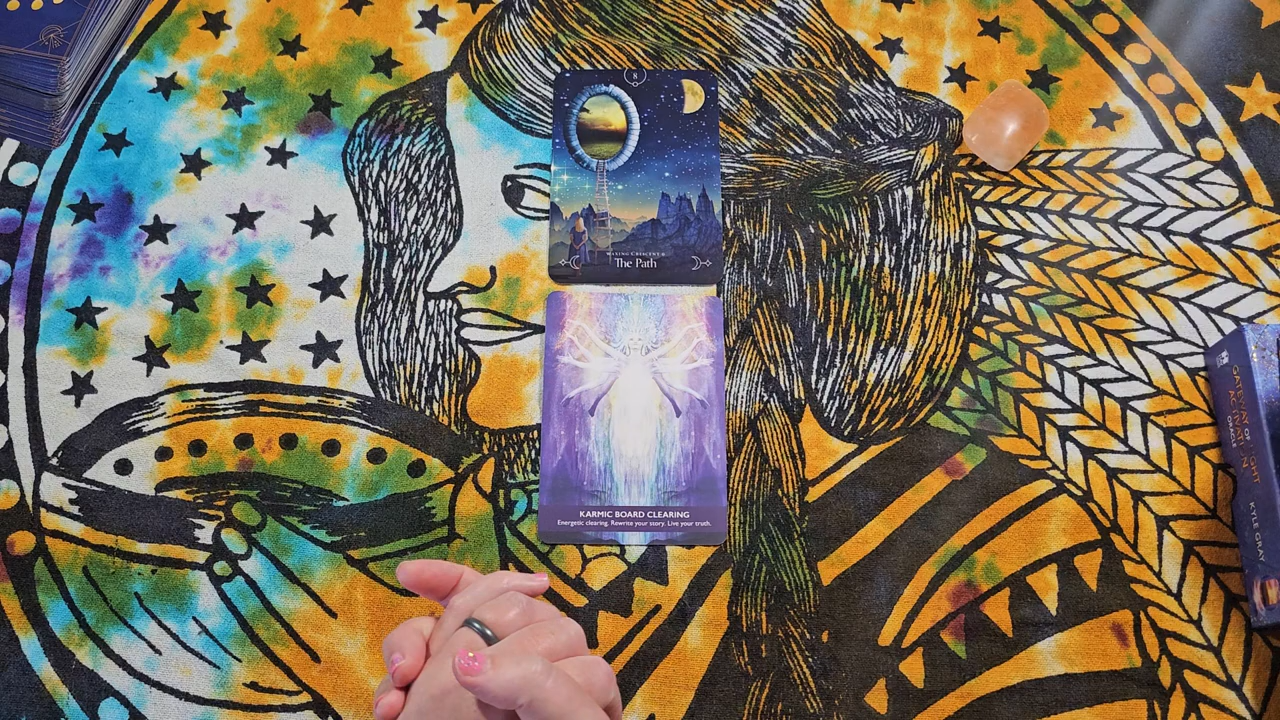 8
WAXING CRESCENT
The Path
KARMIC BOARD CLEARING
Energetic clearing. Rewrite your story. Live your truth.
GATEWAY OF LIGHT
ACTIVATION
ORACLE
KYLE GRAY